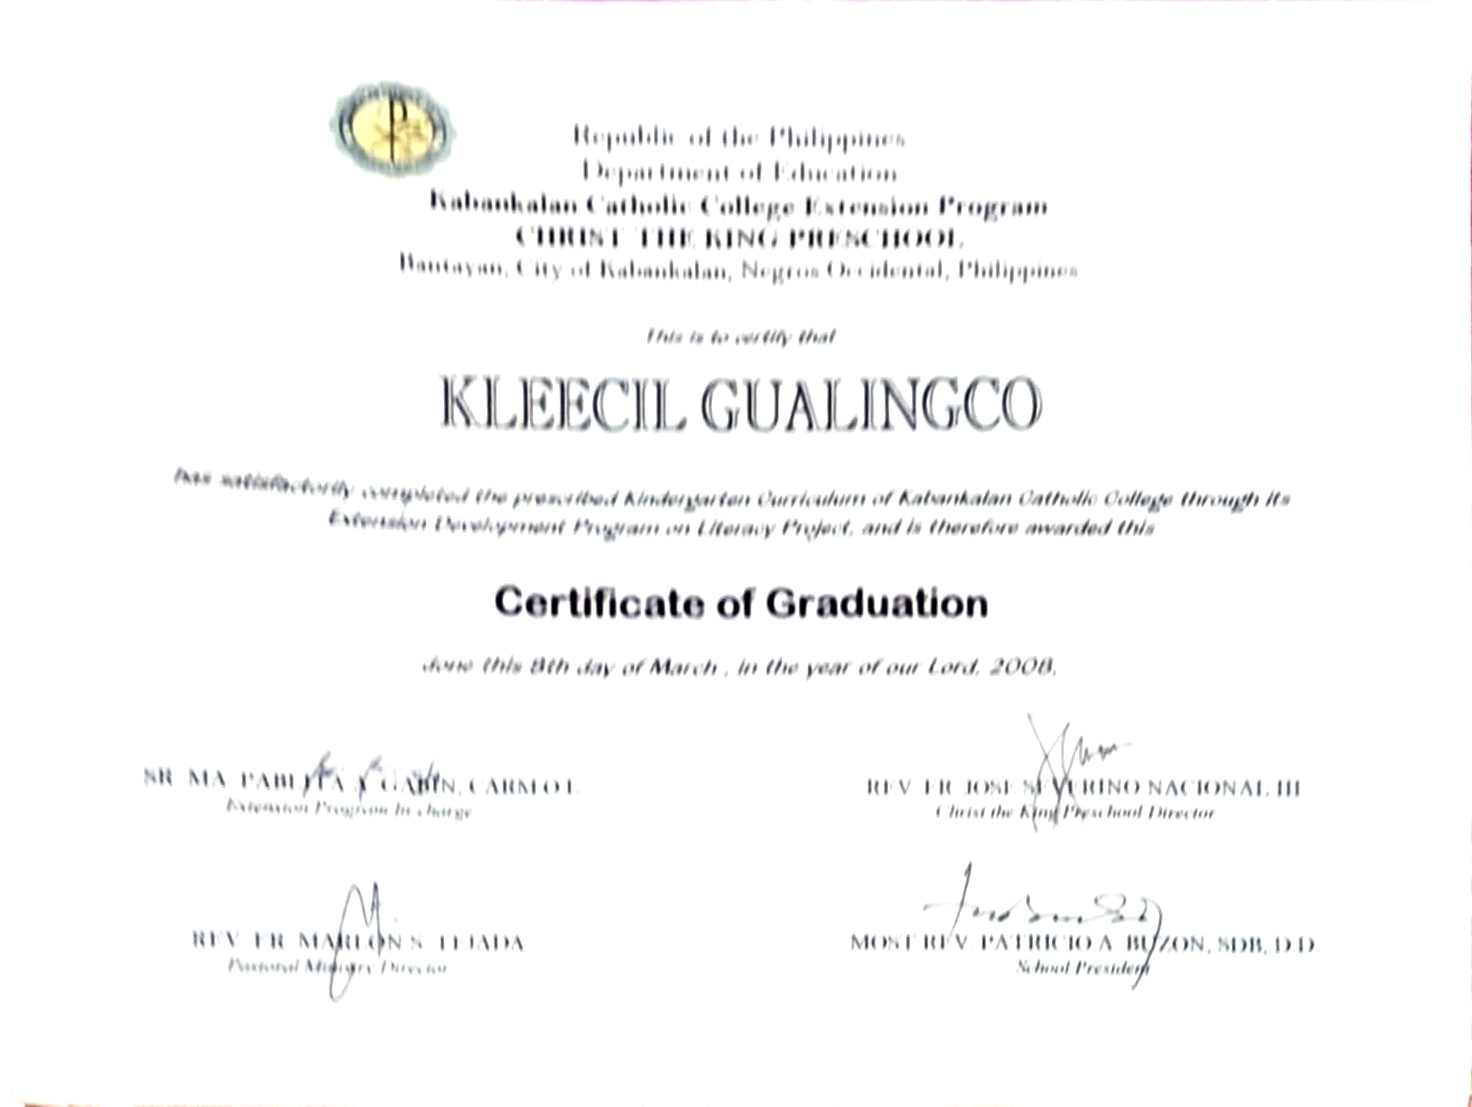 Republic of the Philippines
Department of Education
Kabankalan Catholic College Extension Program
CHRIST THE KING PRESCHOOL
Bantayan, City of Kabankalan, Negros Occidental, Philippines
This is to certify that
KLEECIL GUALINGCO
has satisfactorily completed the prescribed Kindergarten Curriculum of Kabankalan Catholic College through its
Extension Development Program on Literacy Project, and is therefore awarded this
Certificate of Graduation
done this 8th day of March , in the year of our Lord, 2008.
SR MA PABLITA Y GABIN, CARM O L
Extension Program In charge
REV FR JOSE SEVERINO NACIONAL III
Christ the King Preschool Director
REV FR MARLON S TEJADA
Pastoral Ministry Director
MOST REV. PATRICIO A BUZON, SDB, D D
School President